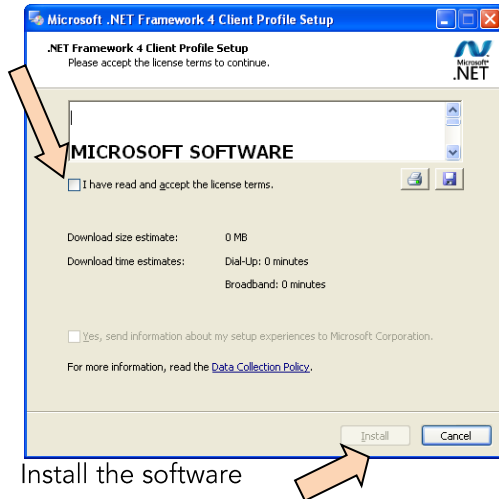 Microsoft .NET Framework 4 Client Profile Setup
.NET Framework 4 Client Profile Setup
Please accept the license terms to continue.
Microsoft®
.NET
MICROSOFT SOFTWARE
I have read and accept the license terms.
Download size estimate: 0 MB
Download time estimates: Dial-Up: 0 minutes
Broadband: 0 minutes
Yes, send information about my setup experiences to Microsoft Corporation.
For more information, read the Data Collection Policy.
Install Cancel
Install the software